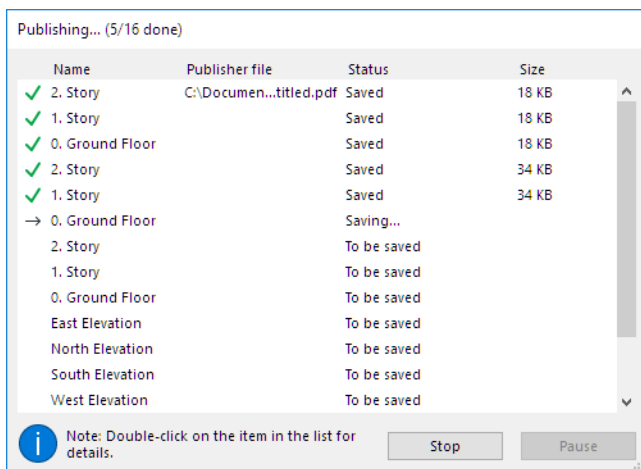 Publishing... (5/16 done)
Name Publisher file Status Size
2. Story C:\Documen...titled.pdf Saved 18 KB
1. Story Saved 18 KB
0. Ground Floor Saved 18 KB
2. Story Saved 34 KB
1. Story Saved 34 KB
0. Ground Floor Saving...
2. Story To be saved
1. Story To be saved
0. Ground Floor To be saved
East Elevation To be saved
North Elevation To be saved
South Elevation To be saved
West Elevation To be saved
Note: Double-click on the item in the list for
details.
Stop Pause